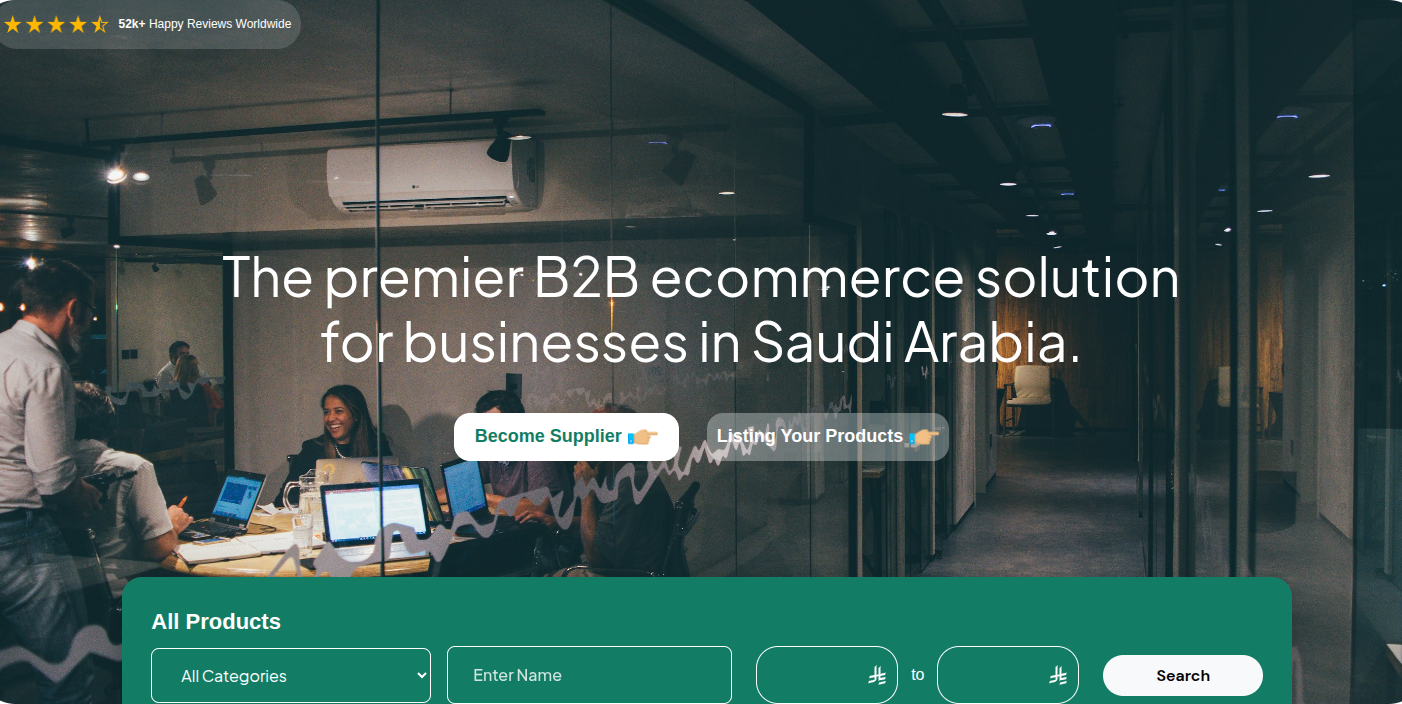 52k+ Happy Reviews Worldwide
The premier B2B ecommerce solution
for businesses in Saudi Arabia.
Become Supplier 👉🏼
Listing Your Products 👉🏼
All Products
All Categories
Enter Name
to
Search